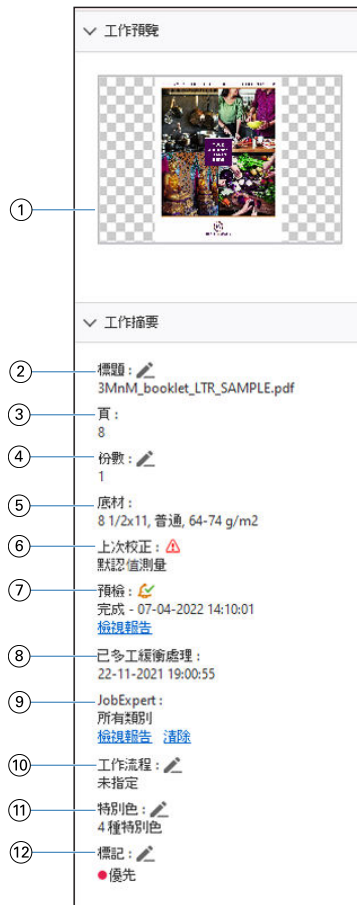 工作預覽
①
工作摘要
② 標題：
3MnM_booklet_LTR_SAMPLE.pdf
③ 頁：
8
④ 份數：
1
⑤ 底材：
8 1/2x11, 普通, 64-74 g/m2
⑥ 上次校正：
默認值測量
⑦ 預檢：
完成 - 07-04-2022 14:10:01
檢視報告
⑧ 已多工緩衝處理：
22-11-2021 19:00:55
⑨ JobExpert：
所有類別
檢視報告 清除
⑩ 工作流程：
未指定
⑪ 特別色：
4 種特別色
⑫ 標記：
優先